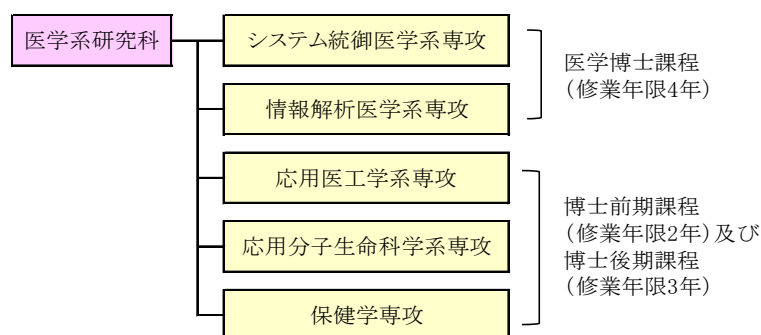 医学系研究科
システム統御医学系専攻
情報解析医学系専攻
医学博士課程
（修業年限4年）
応用医工学系専攻
応用分子生命科学系専攻
保健学専攻
博士前期課程
（修業年限2年）及び
博士後期課程
（修業年限3年）